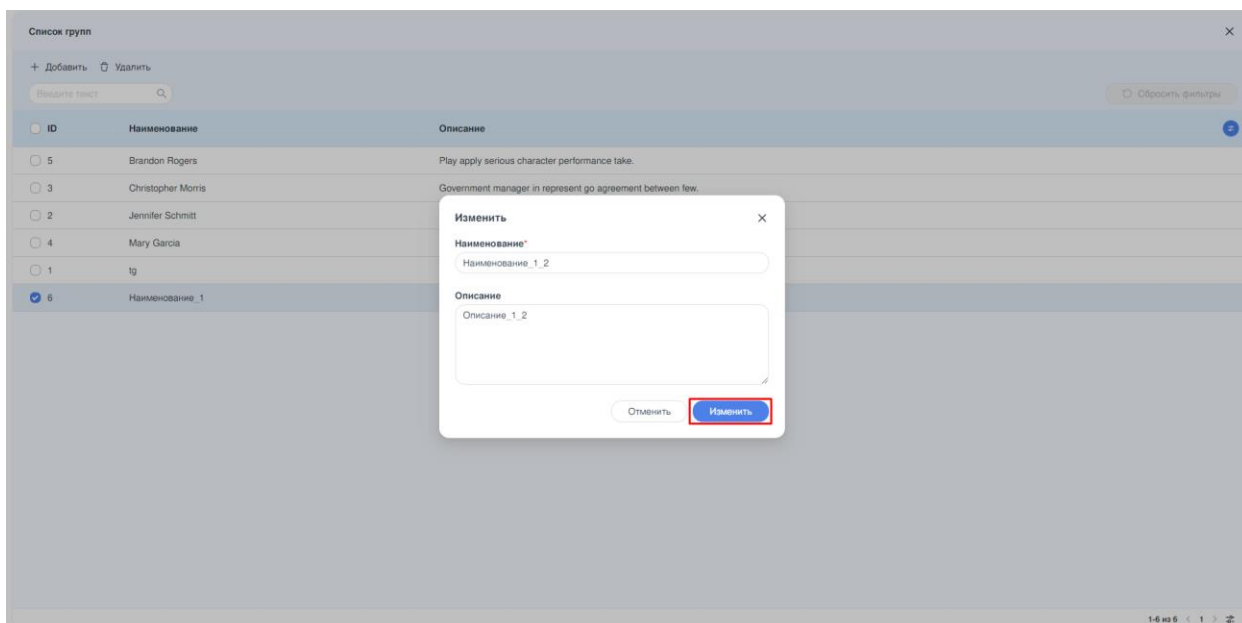 Список групп
+ Добавить Удалить
Введите текст
Сбросить фильтры
ID Наименование Описание
5 Brandon Rogers Play apply serious character performance take.
3 Christopher Morris Government manager in represent go agreement between few.
2 Jennifer Schmitt
4 Mary Garcia
1 tg
6 Наименование_1
Изменить
Наименование*
Наименование_1_2
Описание
Описание_1_2
Отменить Изменить
1-6 из 6 < 1 >